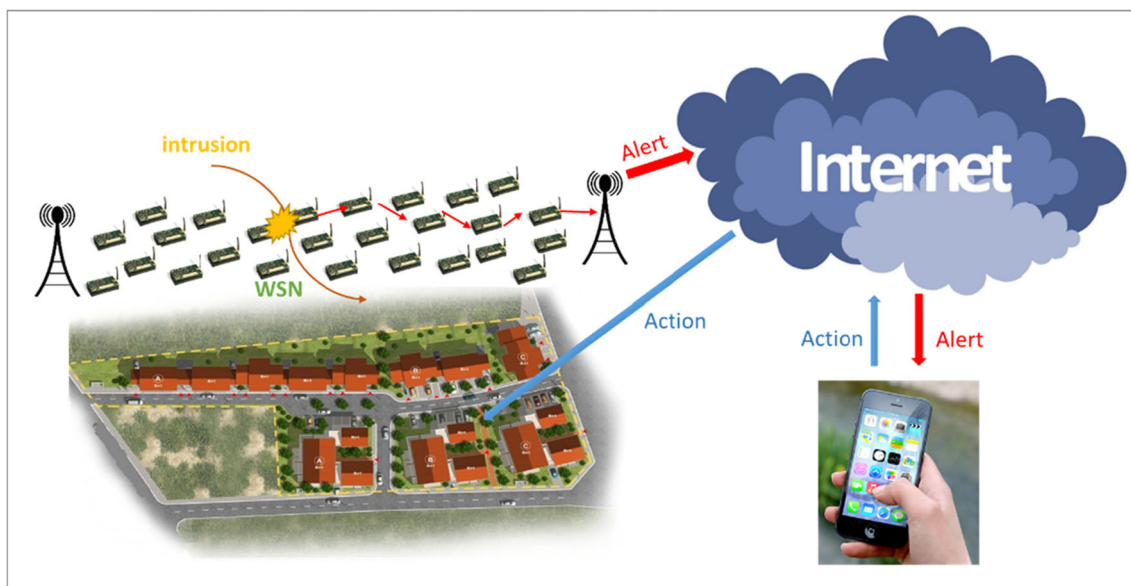 intrusion
Alert
Internet
WSN
Action
Action
Alert
A
B
C
A
B
C